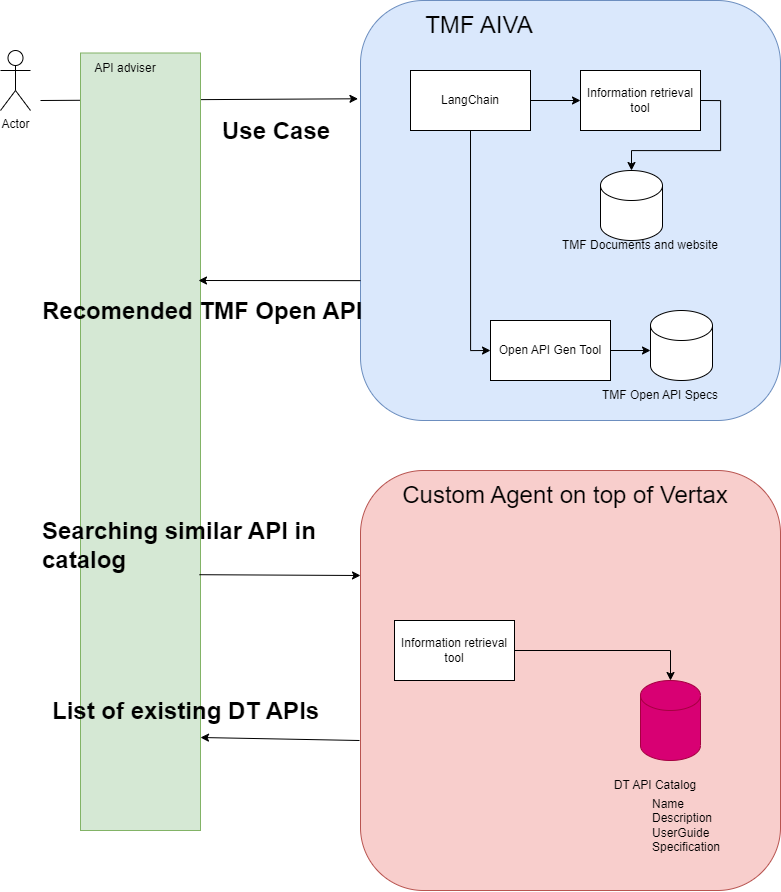 TMF AIVA
API adviser
LangChain
Information retrieval
tool
Actor
Use Case
TMF Documents and website
Recomended TMF Open API
Open API Gen Tool
TMF Open API Specs
Custom Agent on top of Vertax
Searching similar API in
catalog
Information retrieval
tool
List of existing DT APIs
DT API Catalog
Name
Description
UserGuide
Specification